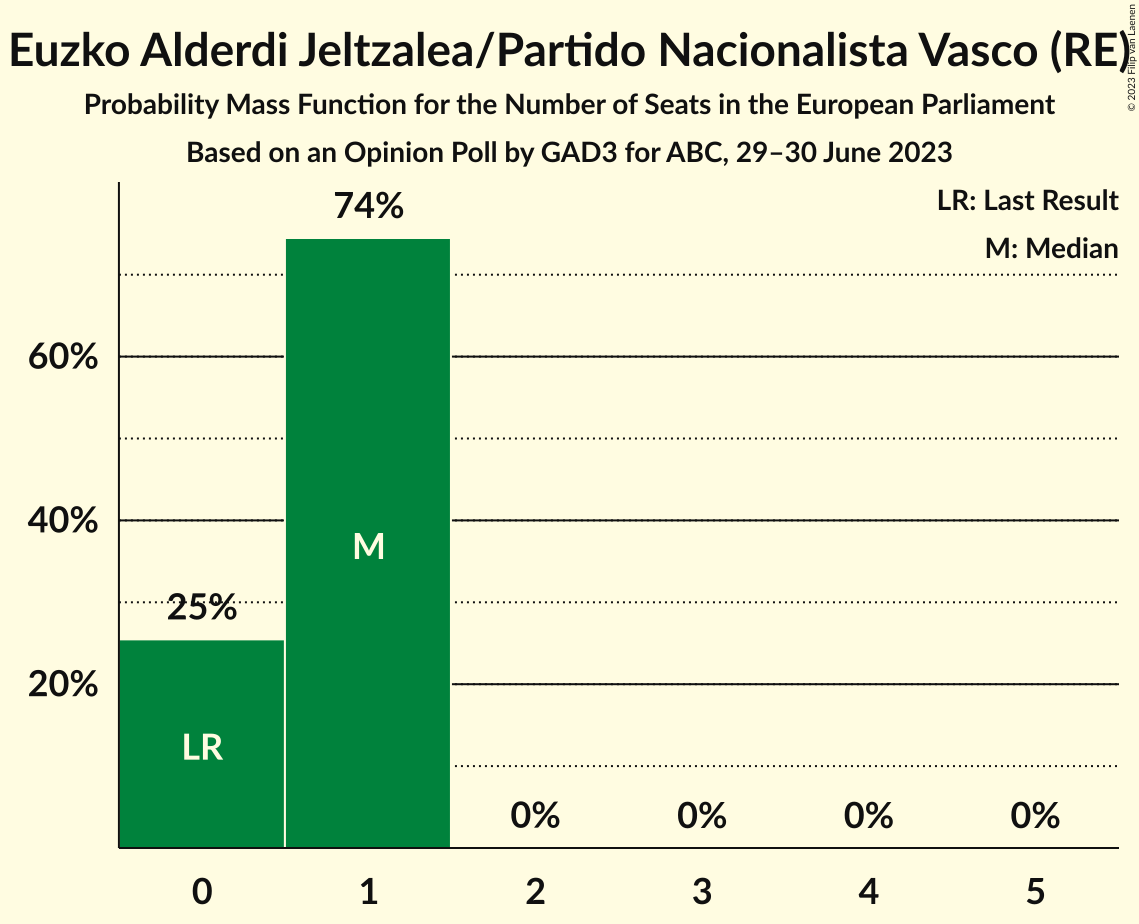 Euzko Alderdi Jeltzalea/Partido Nacionalista Vasco (RE)
© 2023 Filip van Laenen
Probability Mass Function for the Number of Seats in the European Parliament
Based on an Opinion Poll by GAD3 for ABC, 29–30 June 2023
LR: Last Result
M: Median
74%
60%
40%
20%
25%
M
LR
0%
0%
0%
0%
0 1 2 3 4 5